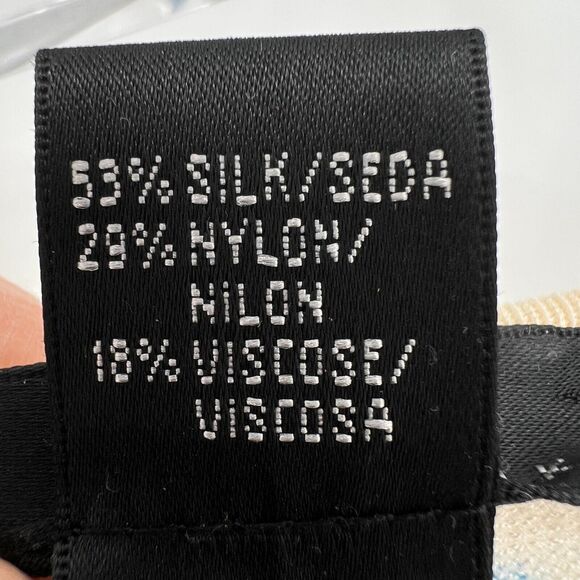 53% SILK/SEDA
29% NYLON/
NILON
18% VISCOSE/
VISCOSA